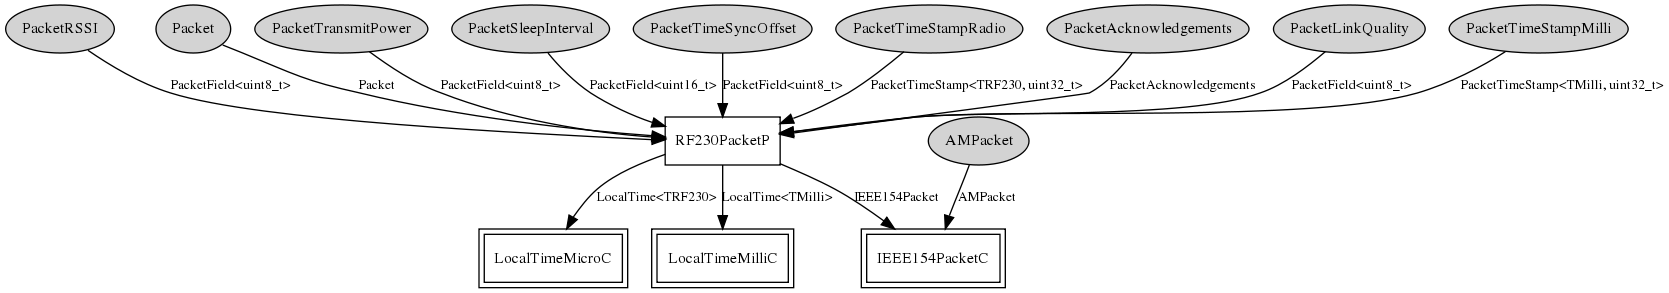 PacketRSSI
Packet
PacketTransmitPower
PacketSleepInterval
PacketTimeSyncOffset
PacketTimeStampRadio
PacketAcknowledgements
PacketLinkQuality
PacketTimeStampMilli
PacketField<uint8_t>
Packet
PacketField<uint8_t>
PacketField<uint16_t>
PacketField<uint8_t>
PacketTimeStamp<TRF230, uint32_t>
PacketAcknowledgements
PacketField<uint8_t>
PacketTimeStamp<TMilli, uint32_t>
RF230PacketP
AMPacket
LocalTime<TRF230>
LocalTime<TMilli>
IEEE154Packet
AMPacket
LocalTimeMicroC
LocalTimeMilliC
IEEE154PacketC